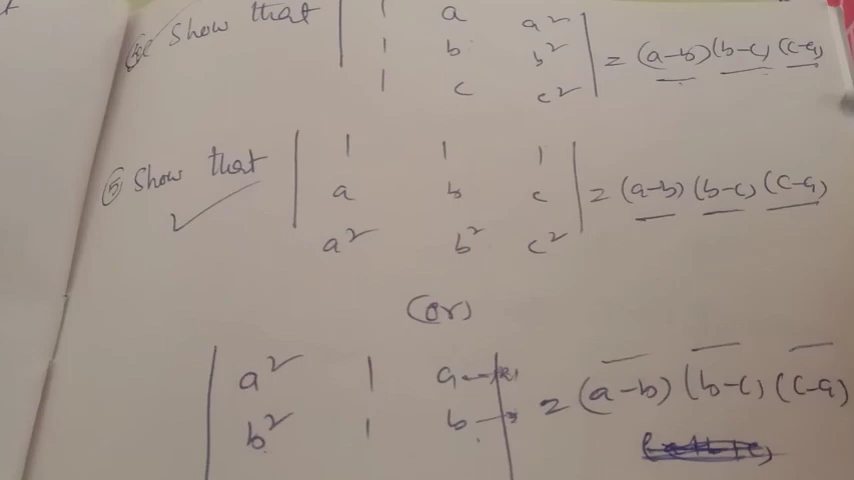 ④ Show that | 1 a a² |
| 1 b b² | = (a-b)(b-c)(c-a)
| 1 c c² |
⑤ Show that | 1 1 1 |
| a b c | = (a-b)(b-c)(c-a)
| a² b² c² |
(or)
| a² 1 a | = (a-b)(b-c)(c-a)
| b² 1 b |